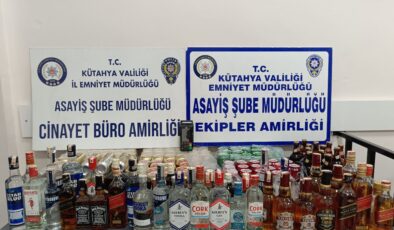 T.C.
KÜTAHYA VALİLİĞİ
İL EMNİYET MÜDÜRLÜĞÜ
ASAYİŞ ŞUBE MÜDÜRLÜĞÜ
CİNAYET BÜRO AMİRLİĞİ
T.C.
KÜTAHYA VALİLİĞİ
EMNİYET MÜDÜRLÜĞÜ
ASAYİŞ ŞUBE MÜDÜRLÜĞÜ
EKİPLER AMİRLİĞİ